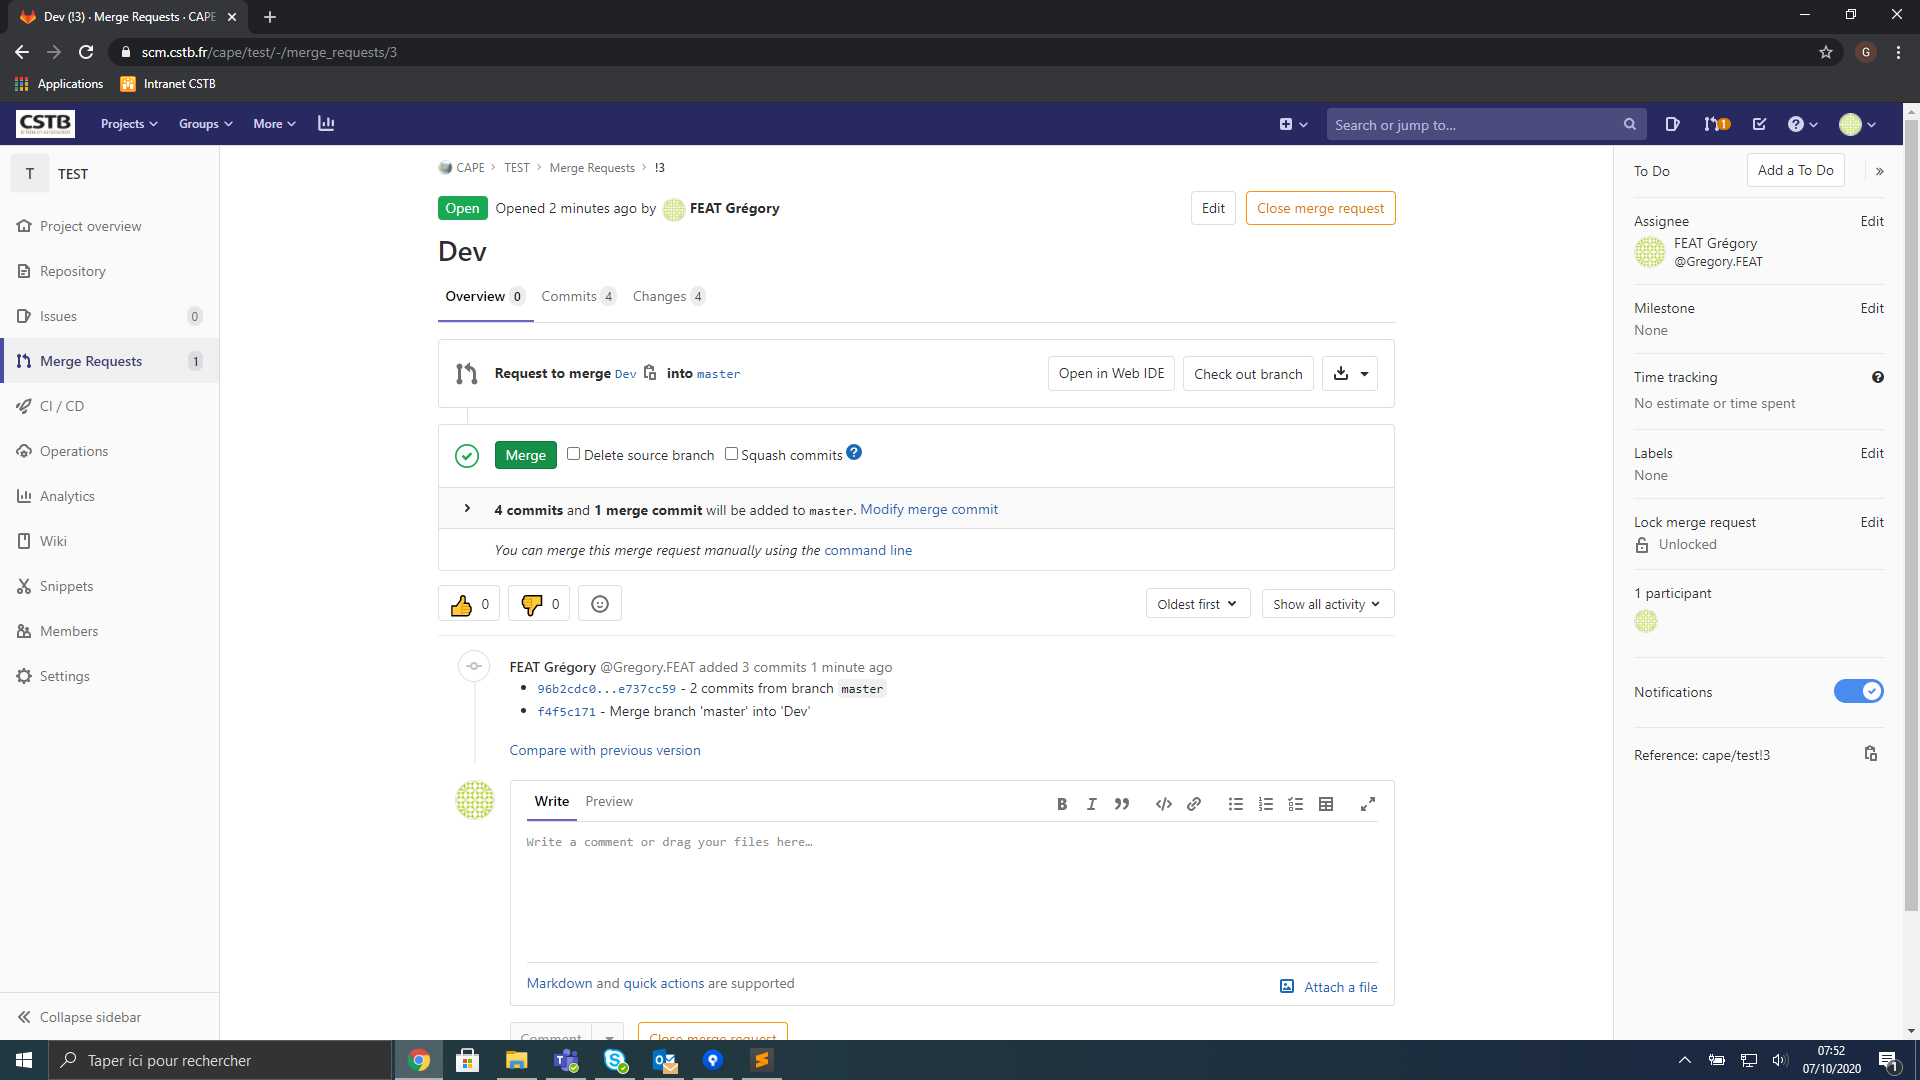 Dev (!3) · Merge Requests · CAPE
scm.cstb.fr/cape/test/-/merge_requests/3
G
Applications
Intranet CSTB
CSTB
Projects
Groups
More
Search or jump to...
1
T
TEST
Project overview
Repository
Issues 0
Merge Requests 1
CI / CD
Operations
Analytics
Wiki
Snippets
Members
Settings
Collapse sidebar
CAPE > TEST > Merge Requests > !3
Open Opened 2 minutes ago by FEAT Grégory
Edit
Close merge request
Dev
Overview 0 Commits 4 Changes 4
Request to merge Dev into master
Open in Web IDE
Check out branch
Merge Delete source branch Squash commits ?
4 commits and 1 merge commit will be added to master. Modify merge commit
You can merge this merge request manually using the command line
0
0
Oldest first
Show all activity
FEAT Grégory @Gregory.FEAT added 3 commits 1 minute ago
• 96b2cdc0...e737cc59 - 2 commits from branch master
• f4f5c171 - Merge branch 'master' into 'Dev'
Compare with previous version
Write Preview
B I
Write a comment or drag your files here…
Markdown and quick actions are supported
Attach a file
Comment
Close merge request
To Do
Add a To Do
»
Assignee Edit
FEAT Grégory
@Gregory.FEAT
Milestone Edit
None
Time tracking ?
No estimate or time spent
Labels Edit
None
Lock merge request Edit
Unlocked
1 participant
Notifications
Reference: cape/test!3
Taper ici pour rechercher
07:52
07/10/2020
1